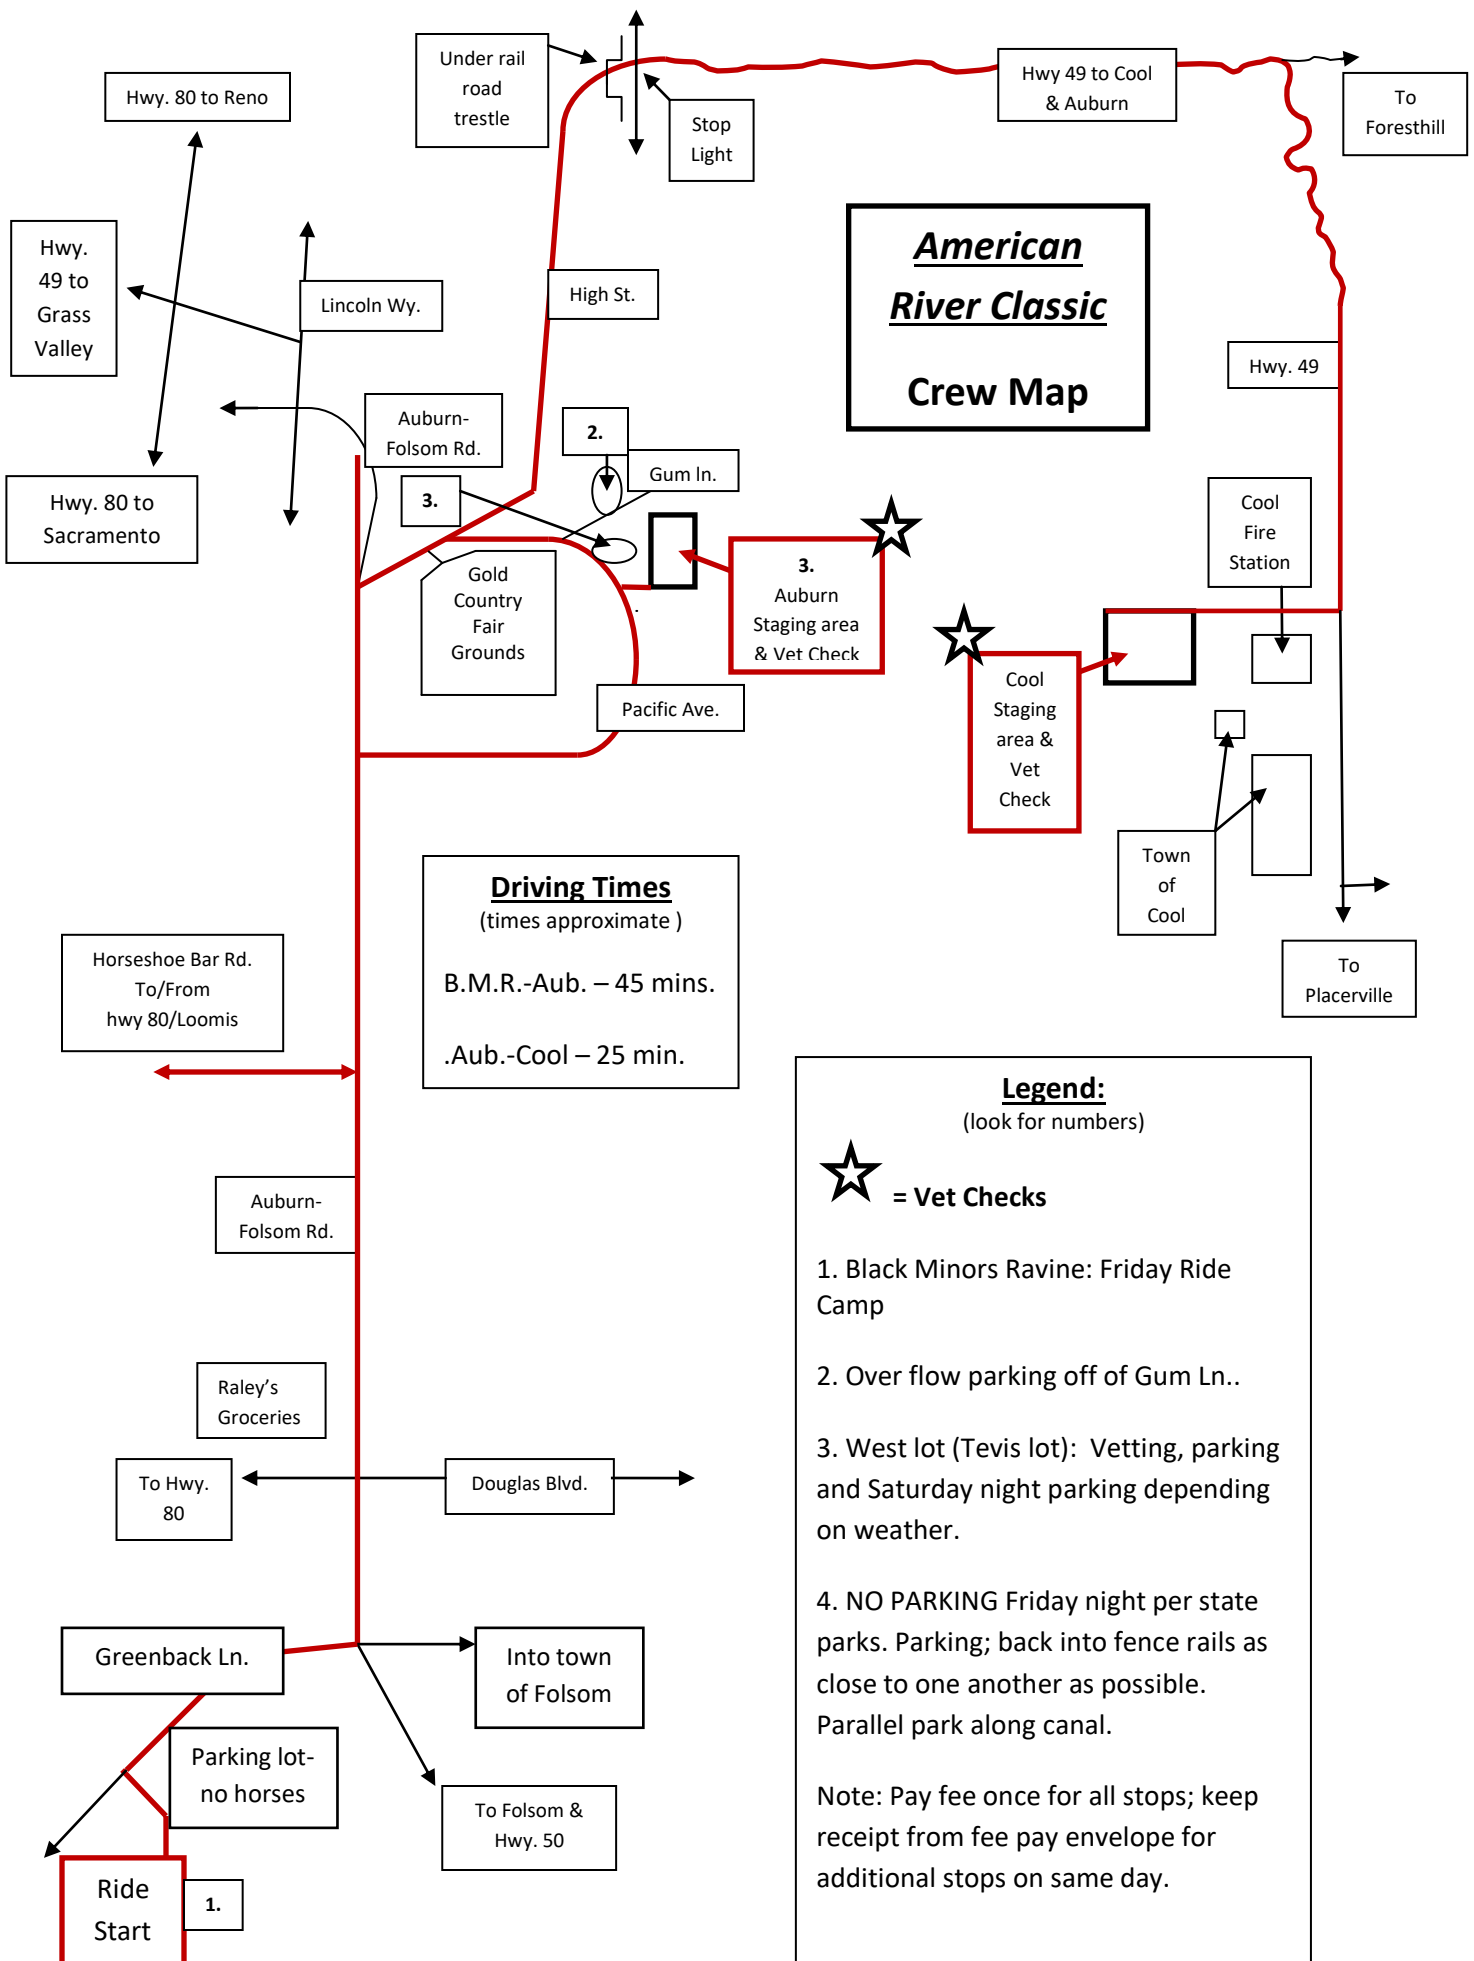 Under rail
road
trestle
Hwy 49 to Cool
& Auburn
To
Foresthill
Hwy. 80 to Reno
Stop
Light
American
River Classic
Crew Map
Hwy.
49 to
Grass
Valley
Lincoln Wy.
High St.
Hwy. 49
Auburn-
Folsom Rd.
2.
Gum ln.
3.
Hwy. 80 to
Sacramento
Cool
Fire
Station
Gold
Country
Fair
Grounds
3.
Auburn
Staging area
& Vet Check
.
Pacific Ave.
Cool
Staging
area &
Vet
Check
Town
of
Cool
To
Placerville
Driving Times
(times approximate )
B.M.R.-Aub. – 45 mins.
.Aub.-Cool – 25 min.
Horseshoe Bar Rd.
To/From
hwy 80/Loomis
Auburn-
Folsom Rd.
Raley’s
Groceries
To Hwy.
80
Douglas Blvd.
Greenback Ln.
Into town
of Folsom
Parking lot-
no horses
To Folsom &
Hwy. 50
Ride
Start
1.
Legend:
(look for numbers)
= Vet Checks
1. Black Minors Ravine: Friday Ride
Camp
2. Over flow parking off of Gum Ln..
3. West lot (Tevis lot):  Vetting, parking
and Saturday night parking depending
on weather.
4. NO PARKING Friday night per state
parks. Parking; back into fence rails as
close to one another as possible.
Parallel park along canal.
Note: Pay fee once for all stops; keep
receipt from fee pay envelope for
additional stops on same day.